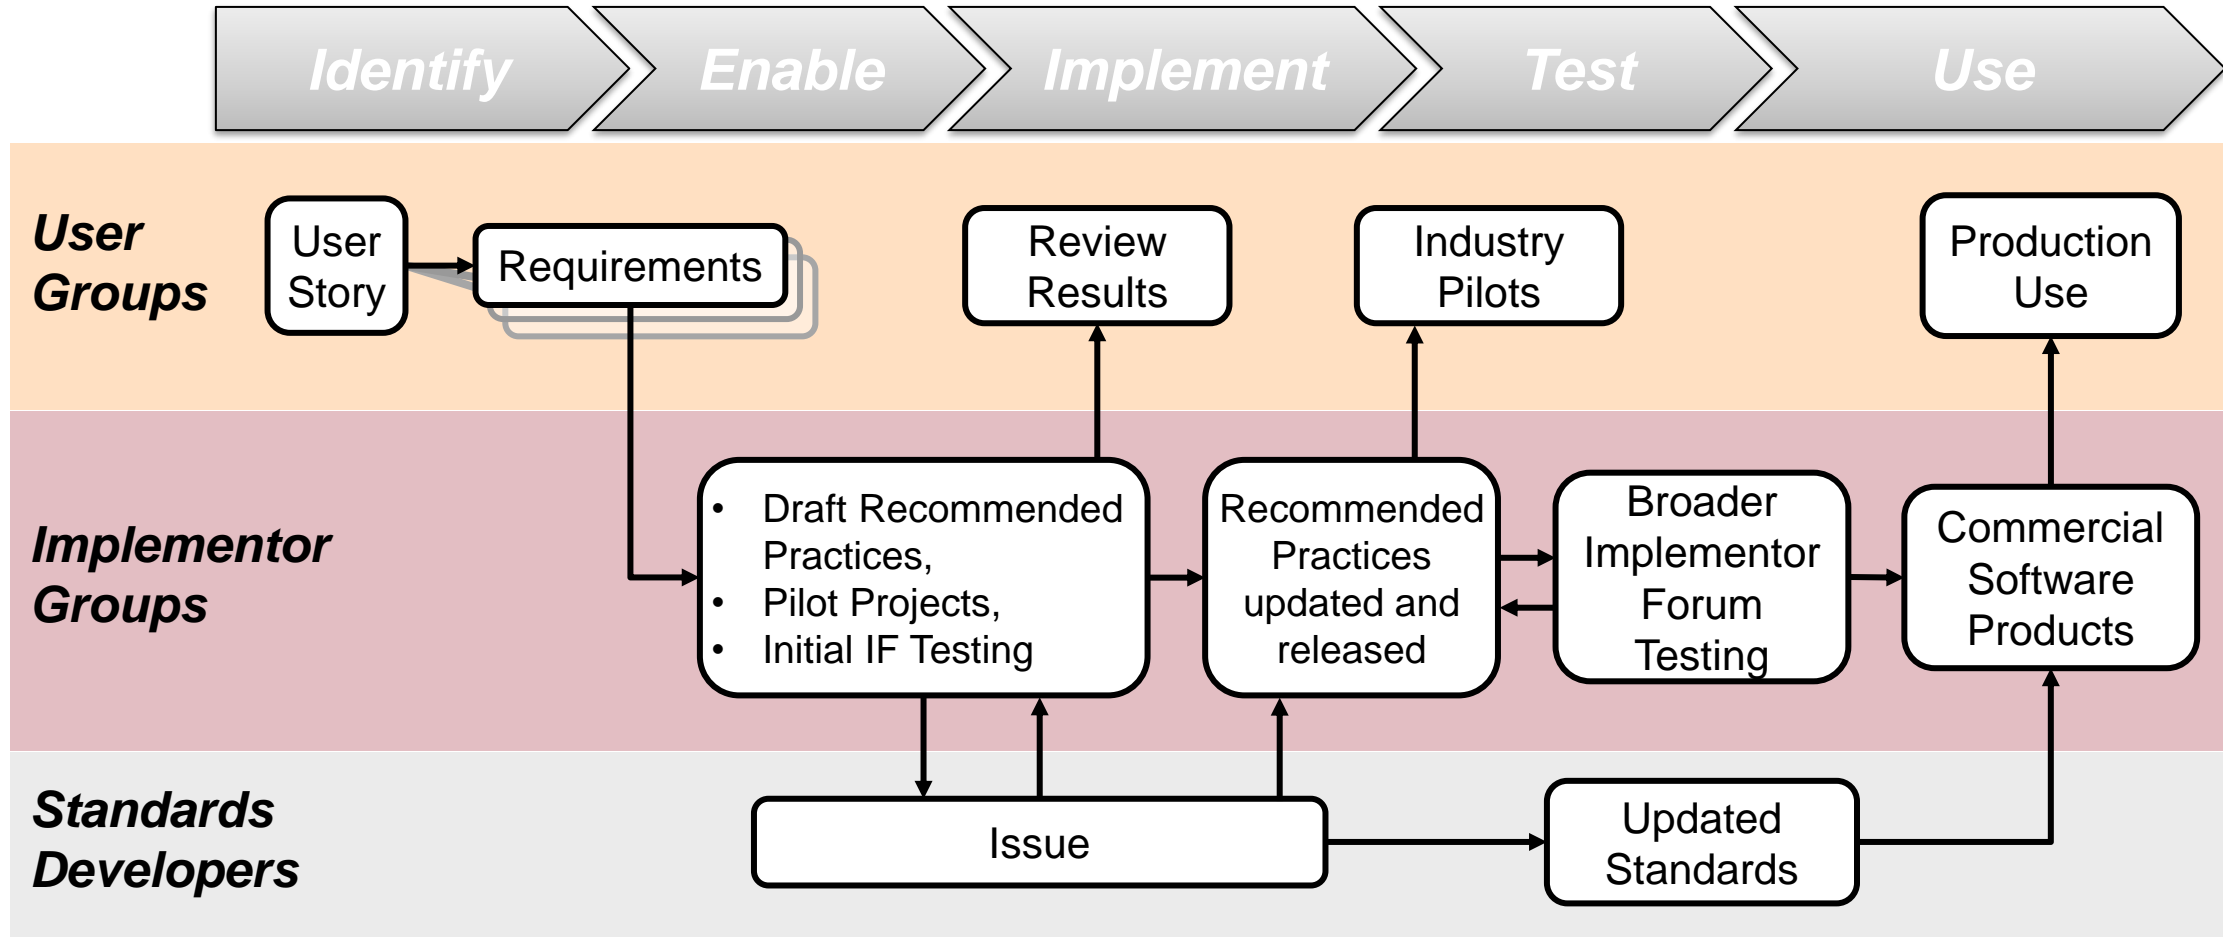 Identify
Enable
Implement
Test
Use
User
Groups
User
Story
Requirements
Review
Results
Industry
Pilots
Production
Use
Implementor
Groups
• Draft Recommended
Practices,
• Pilot Projects,
• Initial IF Testing
Recommended
Practices
updated and
released
Broader
Implementor
Forum
Testing
Commercial
Software
Products
Standards
Developers
Issue
Updated
Standards